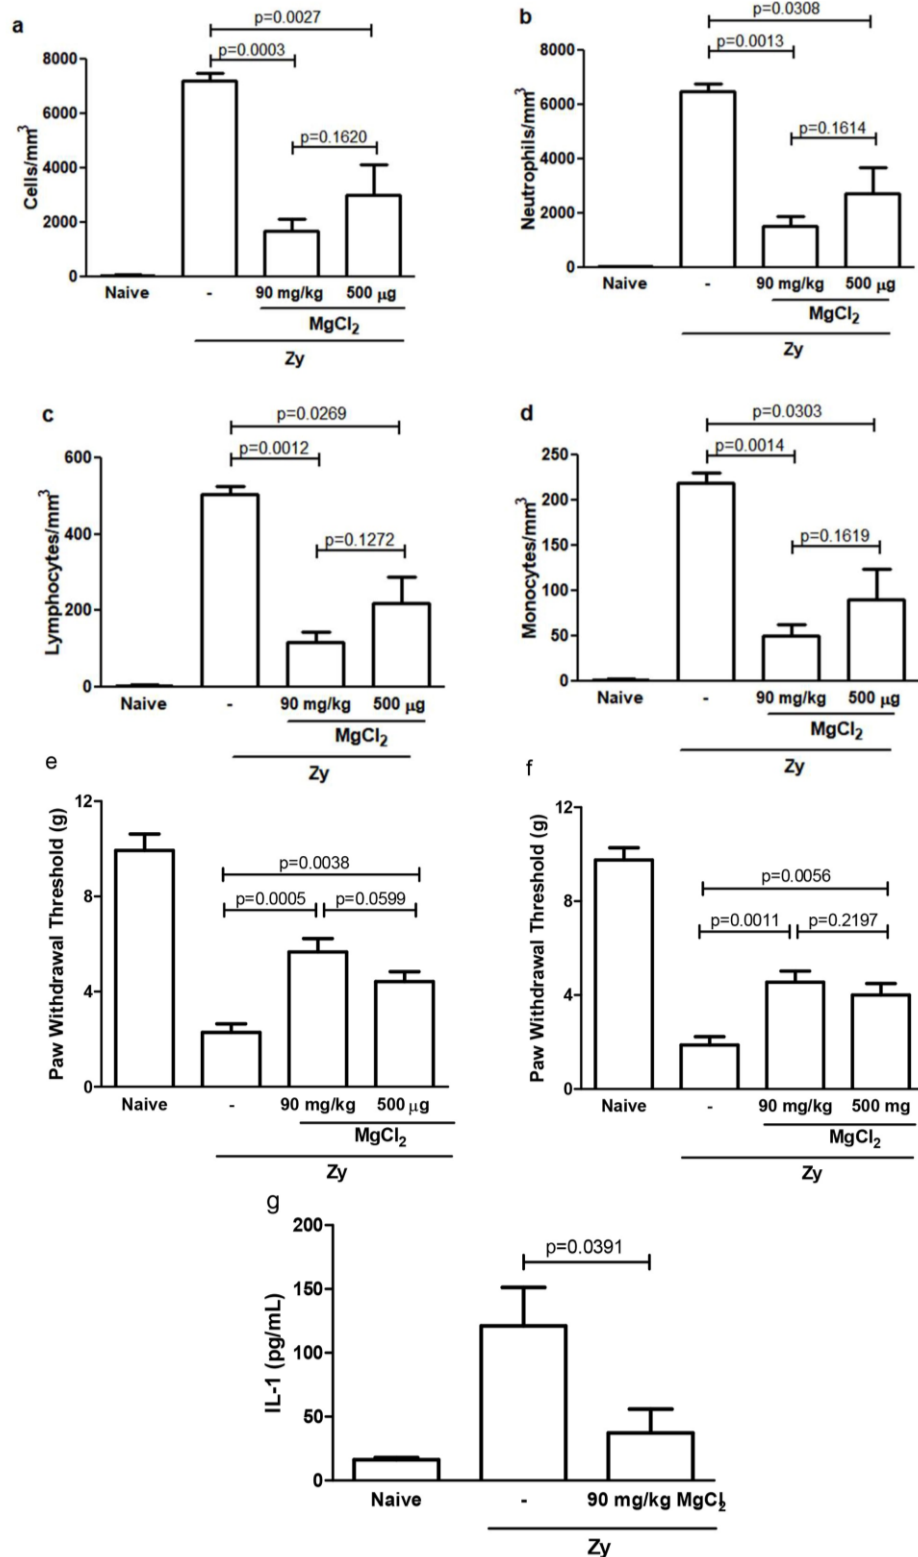 a
p=0.0027
p=0.0003
p=0.1620
Cells/mm3
8000
6000
4000
2000
0
Naive - 90 mg/kg 500 µg
MgCl2
Zy
b
p=0.0308
p=0.0013
p=0.1614
Neutrophils/mm3
8000
6000
4000
2000
0
Naive - 90 mg/kg 500 µg
MgCl2
Zy
c
p=0.0269
p=0.0012
p=0.1272
Lymphocytes/mm3
600
400
200
0
Naive - 90 mg/kg 500 µg
MgCl2
Zy
d
p=0.0303
p=0.0014
p=0.1619
Monocytes/mm3
250
200
150
100
50
0
Naive - 90 mg/kg 500 µg
MgCl2
Zy
e
p=0.0038
p=0.0005 p=0.0599
Paw Withdrawal Threshold (g)
12
8
4
0
Naive - 90 mg/kg 500 µg
MgCl2
Zy
f
p=0.0056
p=0.0011 p=0.2197
Paw Withdrawal Threshold (g)
12
8
4
0
Naive - 90 mg/kg 500 mg
MgCl2
Zy
g
p=0.0391
IL-1 (pg/mL)
200
150
100
50
0
Naive - 90 mg/kg MgCl2
Zy